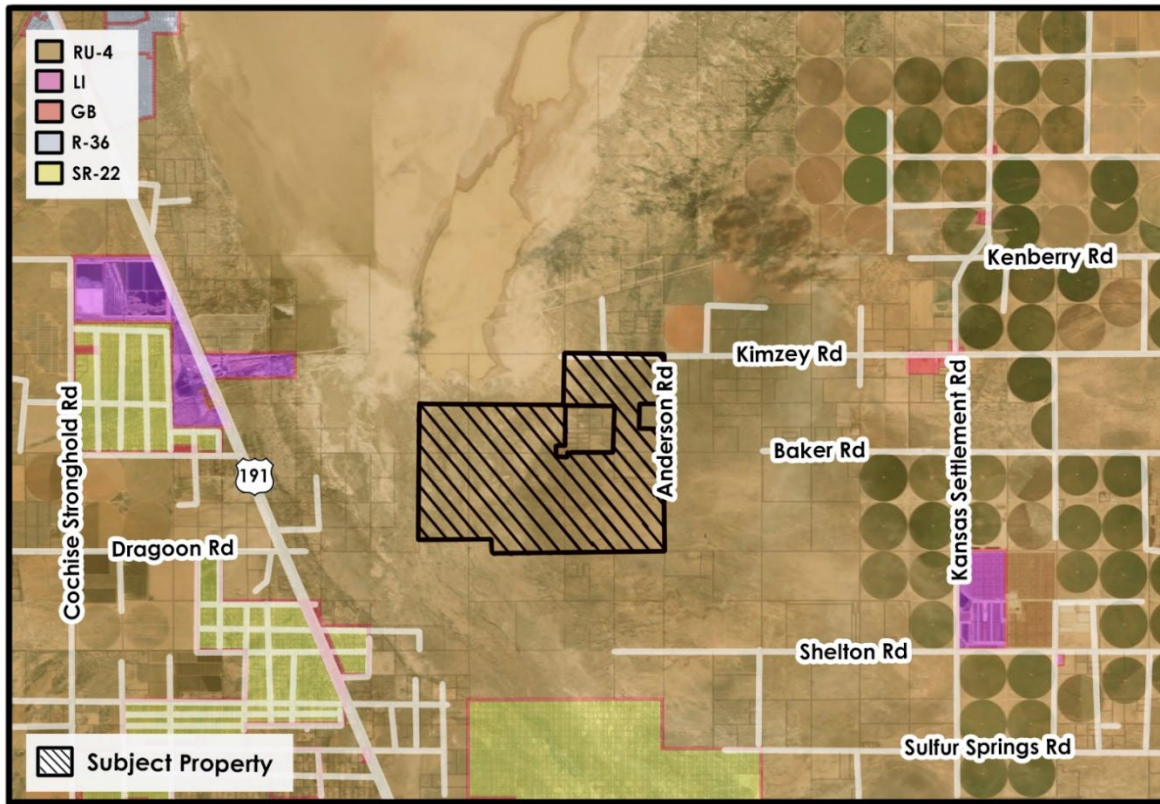 RU-4
LI
GB
R-36
SR-22
Kenberry Rd
Kimzey Rd
Anderson Rd
Baker Rd
Kansas Settlement Rd
Cochise Stronghold Rd
191
Dragoon Rd
Shelton Rd
Sulfur Springs Rd
Subject Property